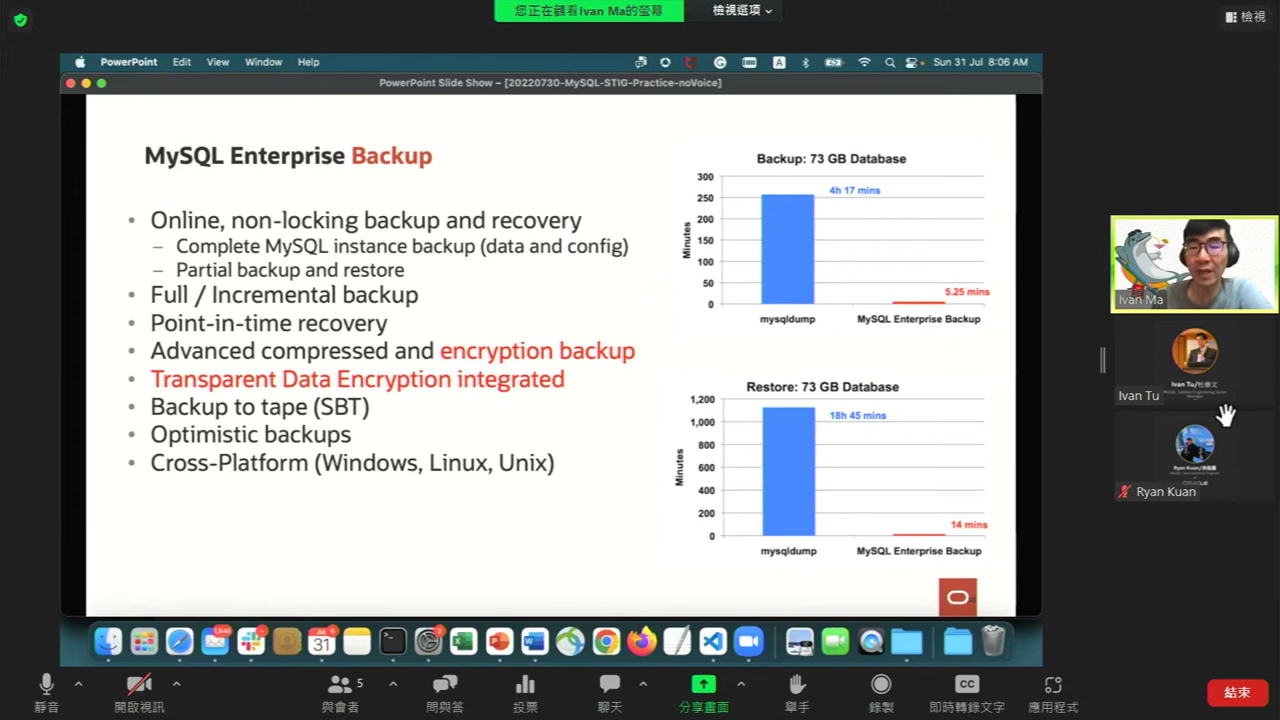 您正在觀看Ivan Ma的螢幕
檢視選項
檢視
PowerPoint Edit View Window Help
A
Sun 31 Jul 8:06 AM
PowerPoint Slide Show – [20220730-MySQL-STIG-Practice-noVoice]
MySQL Enterprise Backup
• Online, non-locking backup and recovery
– Complete MySQL instance backup (data and config)
– Partial backup and restore
• Full / Incremental backup
• Point-in-time recovery
• Advanced compressed and encryption backup
• Transparent Data Encryption integrated
• Backup to tape (SBT)
• Optimistic backups
• Cross-Platform (Windows, Linux, Unix)
Backup: 73 GB Database
Minutes
300
250
200
150
100
50
0
4h 17 mins
5.25 mins
mysqldump
MySQL Enterprise Backup
Restore: 73 GB Database
Minutes
1,200
1,000
800
600
400
200
0
18h 45 mins
14 mins
mysqldump
MySQL Enterprise Backup
Ivan Ma
Ivan Tu/杜修文
Ivan Tu
Ryan Kuan
31
靜音
開啟視訊
5
與會者
問與答
投票
聊天
分享畫面
舉手
錄製
CC
即時轉錄文字
應用程式
結束